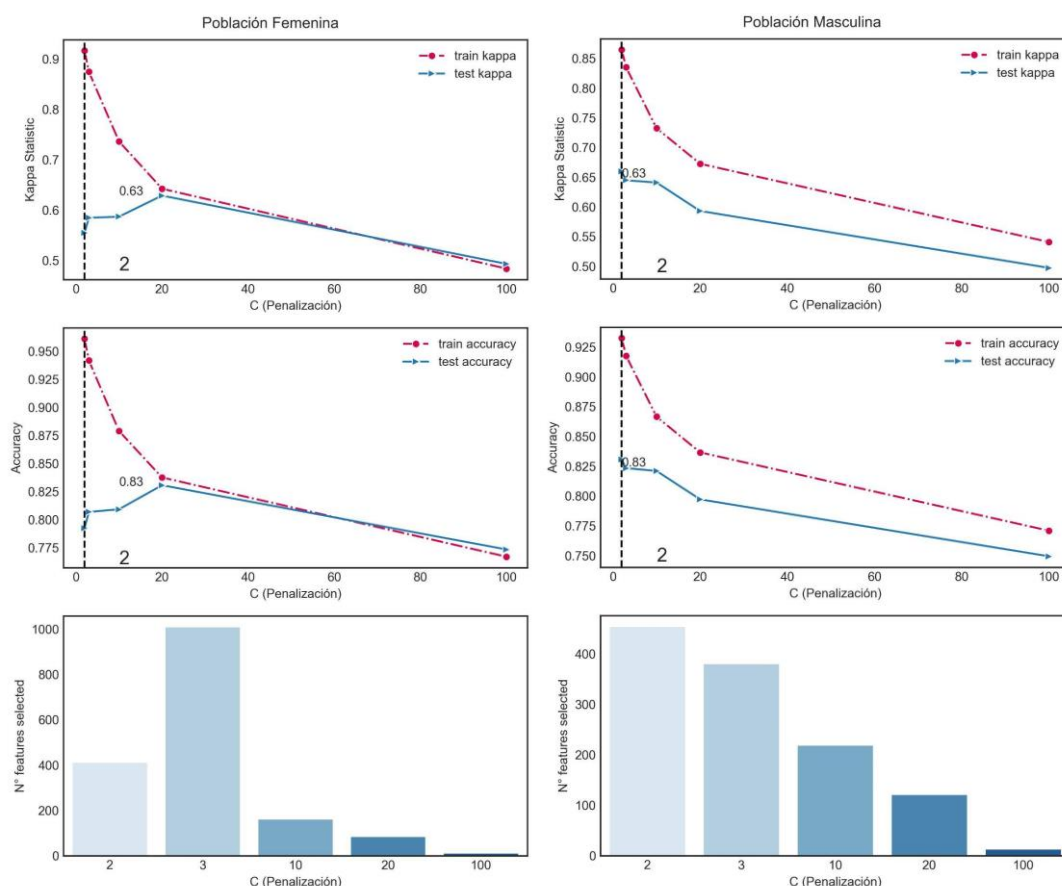 Población Femenina
Población Masculina
train kappa
test kappa
Kappa Statistic
0.9
0.8
0.7
0.6
0.5
0.63
2
0 20 40 60 80 100
C (Penalización)
train kappa
test kappa
Kappa Statistic
0.85
0.80
0.75
0.70
0.65
0.60
0.55
0.50
0.63
2
0 20 40 60 80 100
C (Penalización)
train accuracy
test accuracy
Accuracy
0.950
0.925
0.900
0.875
0.850
0.825
0.800
0.775
0.83
2
0 20 40 60 80 100
C (Penalización)
train accuracy
test accuracy
Accuracy
0.925
0.900
0.875
0.850
0.825
0.800
0.775
0.750
0.83
2
0 20 40 60 80 100
C (Penalización)
N° features selected
1000
800
600
400
200
0
2 3 10 20 100
C (Penalización)
N° features selected
400
300
200
100
0
2 3 10 20 100
C (Penalización)